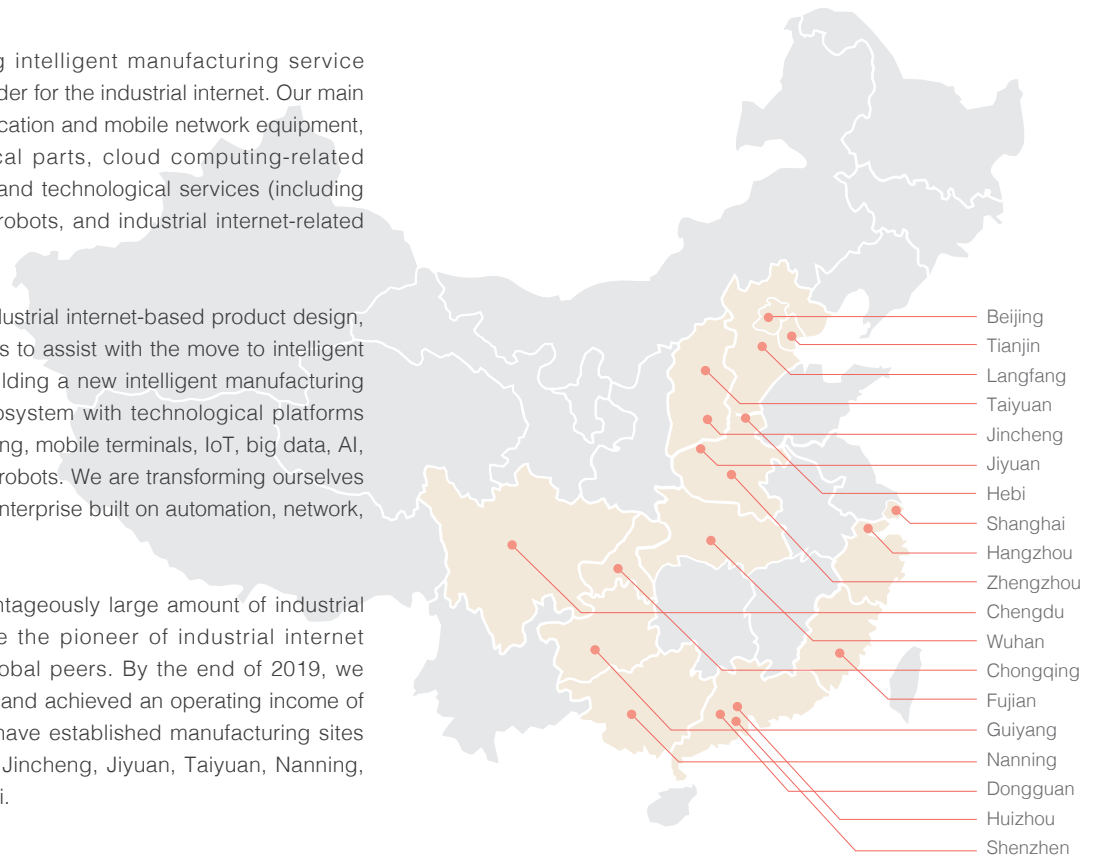 intelligent manufacturing service
der for the industrial internet. Our main
cation and mobile network equipment,
cal parts, cloud computing-related
and technological services (including
robots, and industrial internet-related
dustrial internet-based product design,
s to assist with the move to intelligent
ilding a new intelligent manufacturing
osystem with technological platforms
ng, mobile terminals, IoT, big data, AI,
robots. We are transforming ourselves
enterprise built on automation, network,
ntageously large amount of industrial
e the pioneer of industrial internet
obal peers. By the end of 2019, we
and achieved an operating income of
have established manufacturing sites
Jincheng, Jiyuan, Taiyuan, Nanning,
i.
Beijing
Tianjin
Langfang
Taiyuan
Jincheng
Jiyuan
Hebi
Shanghai
Hangzhou
Zhengzhou
Chengdu
Wuhan
Chongqing
Fujian
Guiyang
Nanning
Dongguan
Huizhou
Shenzhen